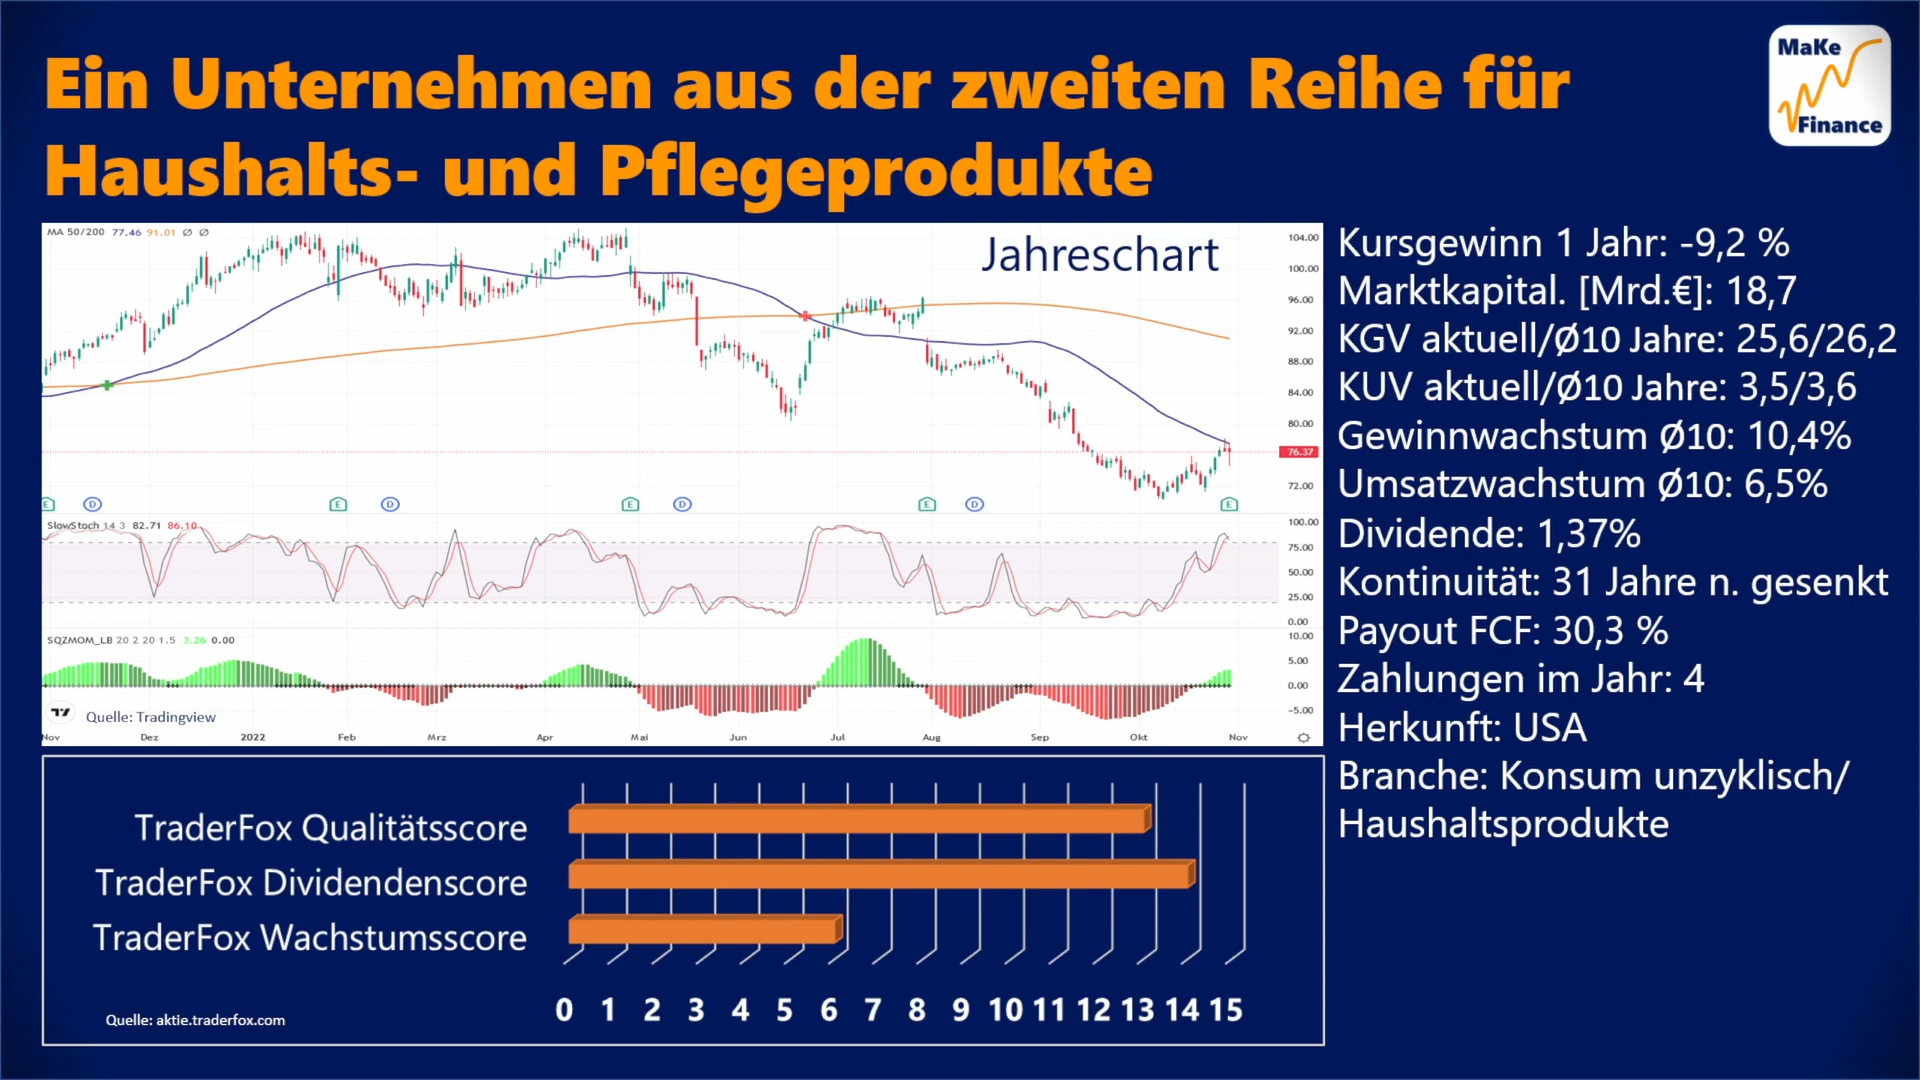 Ein Unternehmen aus der zweiten Reihe für
Haushalts- und Pflegeprodukte
MaKe
Finance
MA 50/200 77.46 91.01 Ø Ø
Jahreschart
104.00
100.00
96.00
92.00
88.00
84.00
80.00
76.37
72.00
E D E D E D E D E
SlowStoch 14 3 82.71 86.10
100.00
75.00
50.00
25.00
0.00
SQZMOM_LB 20 2 20 1.5 3.26 0.00
10.00
5.00
0.00
−5.00
Quelle: Tradingview
Nov Dez 2022 Feb Mrz Apr Mai Jun Jul Aug Sep Okt Nov
Kursgewinn 1 Jahr: -9,2 %
Marktkapital. [Mrd.€]: 18,7
KGV aktuell/Ø10 Jahre: 25,6/26,2
KUV aktuell/Ø10 Jahre: 3,5/3,6
Gewinnwachstum Ø10: 10,4%
Umsatzwachstum Ø10: 6,5%
Dividende: 1,37%
Kontinuität: 31 Jahre n. gesenkt
Payout FCF: 30,3 %
Zahlungen im Jahr: 4
Herkunft: USA
Branche: Konsum unzyklisch/
Haushaltsprodukte
TraderFox Qualitätsscore
TraderFox Dividendenscore
TraderFox Wachstumsscore
0 1 2 3 4 5 6 7 8 9 10 11 12 13 14 15
Quelle: aktie.traderfox.com